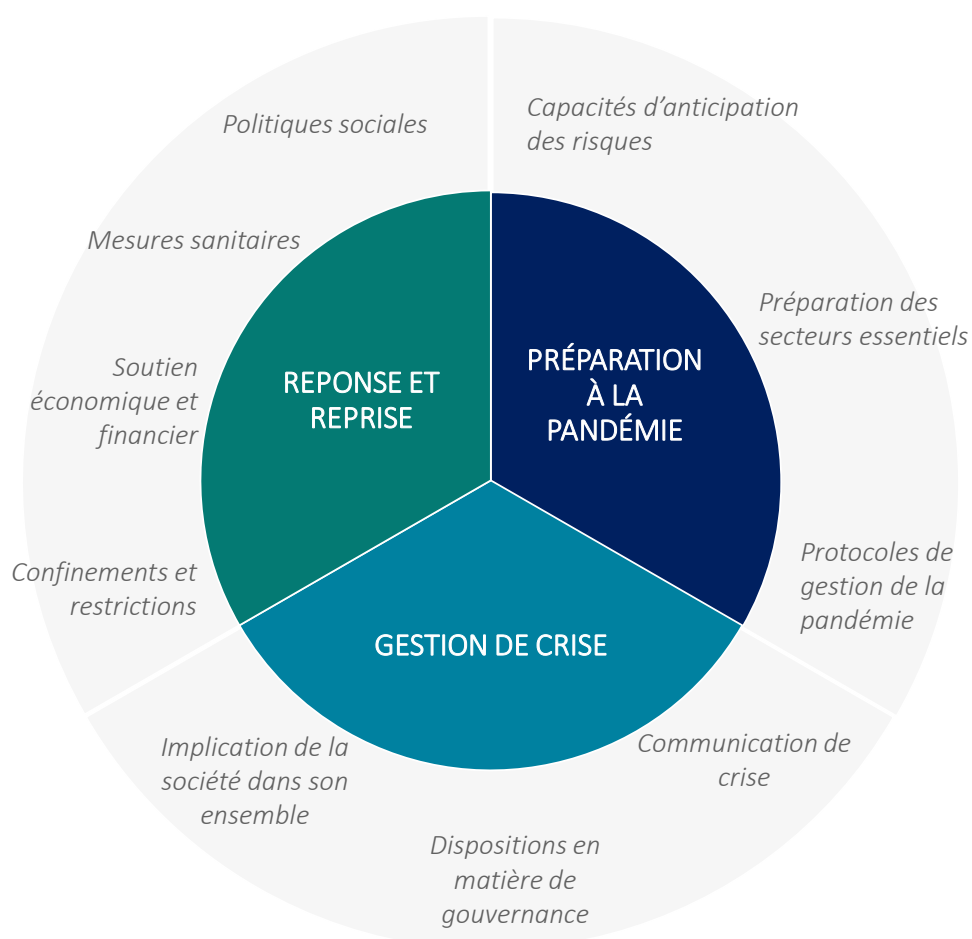 Politiques sociales
Capacités d’anticipation
des risques
Mesures sanitaires
Préparation des
secteurs essentiels
Soutien
économique et
financier
REPONSE ET
REPRISE
PRÉPARATION
À LA
PANDÉMIE
Confinements et
restrictions
Protocoles de
gestion de la
pandémie
GESTION DE CRISE
Implication de la
société dans son
ensemble
Communication de
crise
Dispositions en
matière de
gouvernance